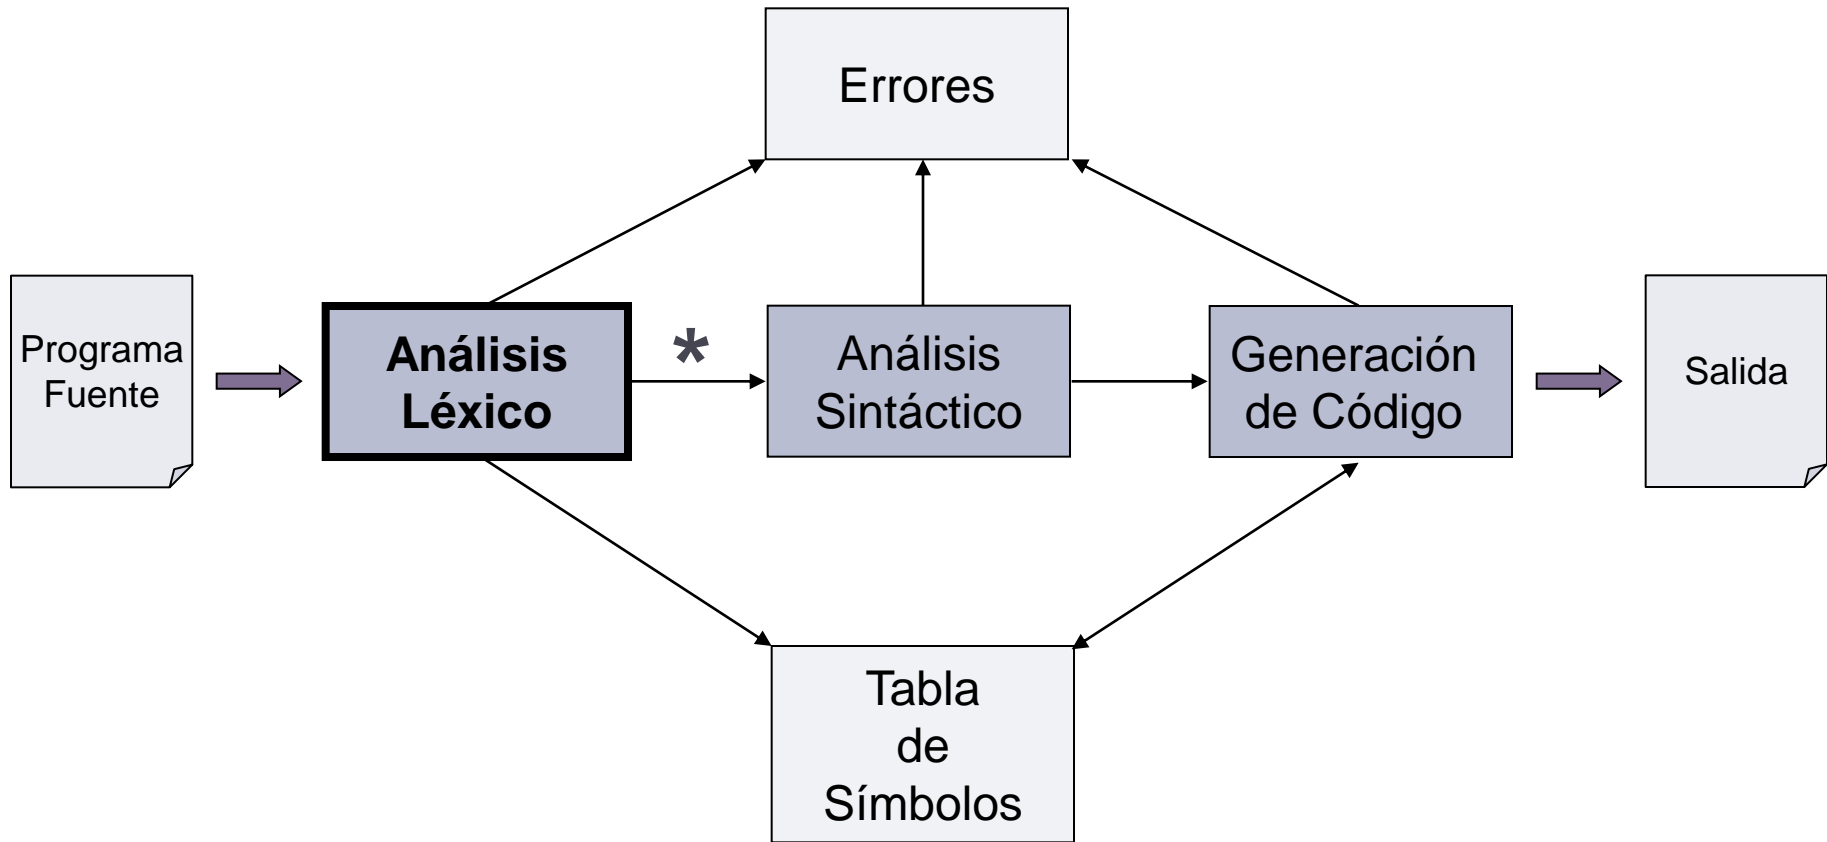 Errores
Programa
Fuente
Análisis
Léxico
*
Análisis
Sintáctico
Generación
de Código
Salida
Tabla
de
Símbolos